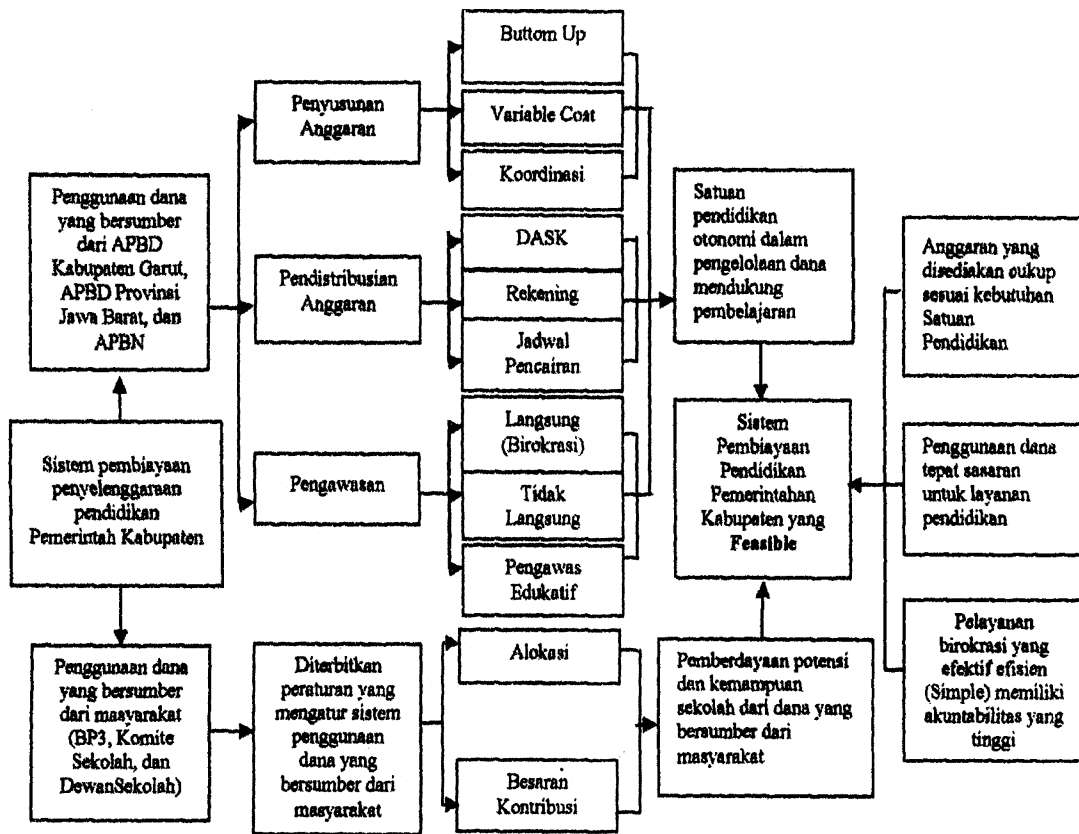 Buttom Up
Variable Cost
Koordinasi
Penyusunan
Anggaran
Penggunaan dana
yang bersumber
dari APBD
Kabupaten Garut,
APBD Provinsi
Jawa Barat, dan
APBN
Pendistribusian
Anggaran
DASK
Rekening
Jadwal
Pencairan
Satuan
pendidikan
otonomi dalam
pengelolaan dana
mendukung
pembelajaran
Anggaran yang
disediakan cukup
sesuai kebutuhan
Satuan
Pendidikan
Sistem pembiayaan
penyelenggaraan
pendidikan
Pemerintah Kabupaten
Pengawasan
Langsung
(Birokrasi)
Tidak
Langsung
Pengawas
Edukatif
Sistem
Pembiayaan
Pendidikan
Pemerintahan
Kabupaten yang
Feasible
Penggunaan dana
tepat sasaran
untuk layanan
pendidikan
Penggunaan dana
yang bersumber
dari masyarakat
(BP3, Komite
Sekolah, dan
DewanSekolah)
Diterbitkan
peraturan yang
mengatur sistem
penggunaan
dana yang
bersumber dari
masyarakat
Alokasi
Besaran
Kontribusi
Pemberdayaan potensi
dan kemampuan
sekolah dari dana yang
bersumber dari
masyarakat
Pelayanan
birokrasi yang
efektif efisien
(Simple) memiliki
akuntabilitas yang
tinggi